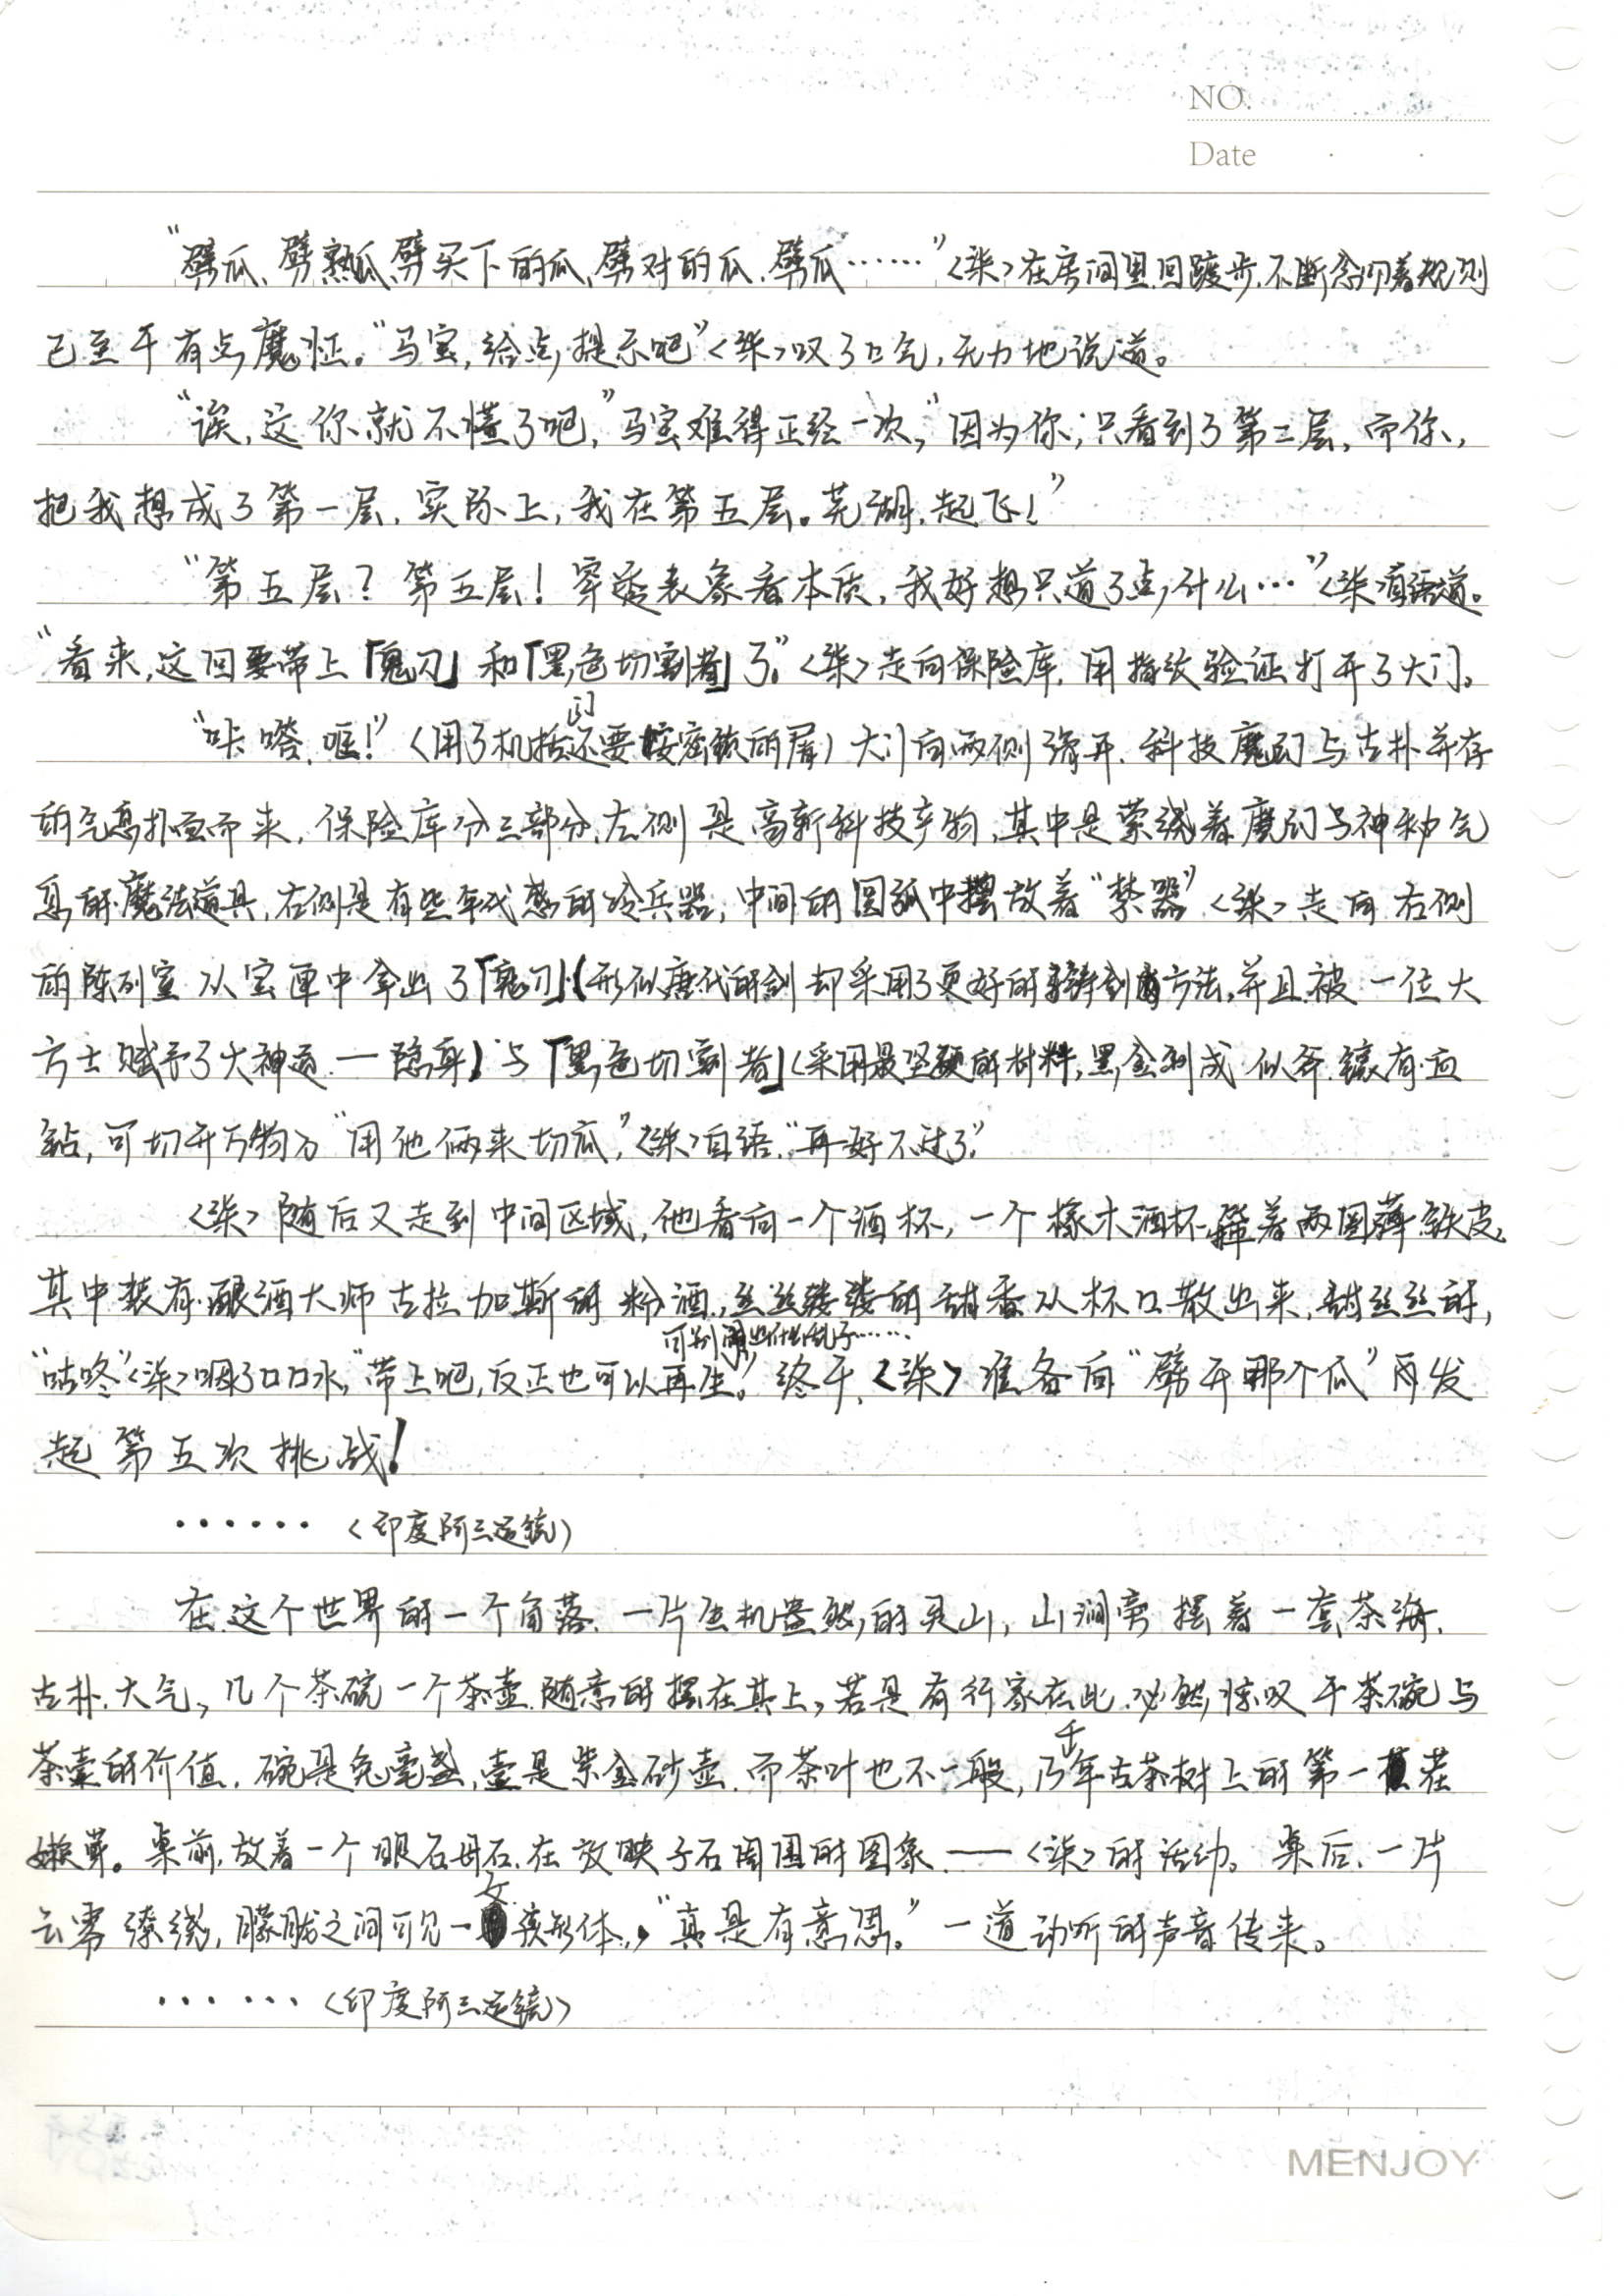 NO.
Date
“劈瓜、劈熟瓜、劈买下的瓜、劈对的瓜、劈瓜……”<柒>在房间里回踱步,不断念叨着规则
已至于有点魔怔。“马宝,给点提示吧”<柒>叹了口气,无力地说道。
“诶,这你就不懂了吧,”马宝难得正经一次,“因为你,只看到了第二层,而你,
把我想成了第一层,实际上,我在第五层。芜湖,起飞!”
“第五层?第五层!穿透表象看本质,我好想只道了点什么…”<柒>自语道。
“看来,这回要带上「鬼刃」和「黑色切割者」了。”<柒>走向保险库,用指纹验证打开了大门。
“咔嗒,哐!”(用了机括门还要按密锁的屑)大门向两侧滑开,科技魔幻与古朴并存
的气息扑面而来,保险库分三部分,左侧是高新科技产物,其中是萦绕着魔幻与神秘气
息的魔法道具,右侧是有些年代感的冷兵器,中间的圆弧中摆放着“禁器”<柒>走向右侧
的陈列室从宝匣中拿出了「鬼刃」(形似唐代的剑却采用了更好的铸剑方法,并且被一位大
方士赋予了大神通—隐身)与「黑色切割者」(采用最坚硬的材料,黑金制成似斧,镶有血
钻,可切开万物)“用他俩来切瓜,”<柒>自语,“再好不过了”
<柒>随后又走到中间区域,他看向一个酒杯,一个橡木酒杯,箍着两圈薄铁皮,
其中装有酿酒大师古拉加斯的粉酒,丝丝缕缕的甜香从杯口散出来,甜丝丝的,
“咕咚”<柒>咽了口口水,“带上吧,反正也可以再生。可别闹出什么乱子……”终于,<柒>准备向“劈开那个瓜”再发
起第五次挑战!
……<印度阿三运镜>
在这个世界的一个角落,一片生机盎然的灵山,山涧旁摆着一套茶海,
古朴,大气,几个茶碗一个茶壶随意的摆在其上,若是有行家在此,必然惊叹于茶碗与
茶壶的价值,碗是兔毫盏,壶是紫金砂壶,而茶叶也不一般,乃千年古茶树上的第一茬
嫩芽。桌前,放着一个眼石母石,在放映子石周围的图象——<柒>的活动。桌后,一片
云雾缭绕,朦胧之间可见一女孩形体,“真是有意思。”一道动听的声音传来。
……<印度阿三运镜>
MENJOY